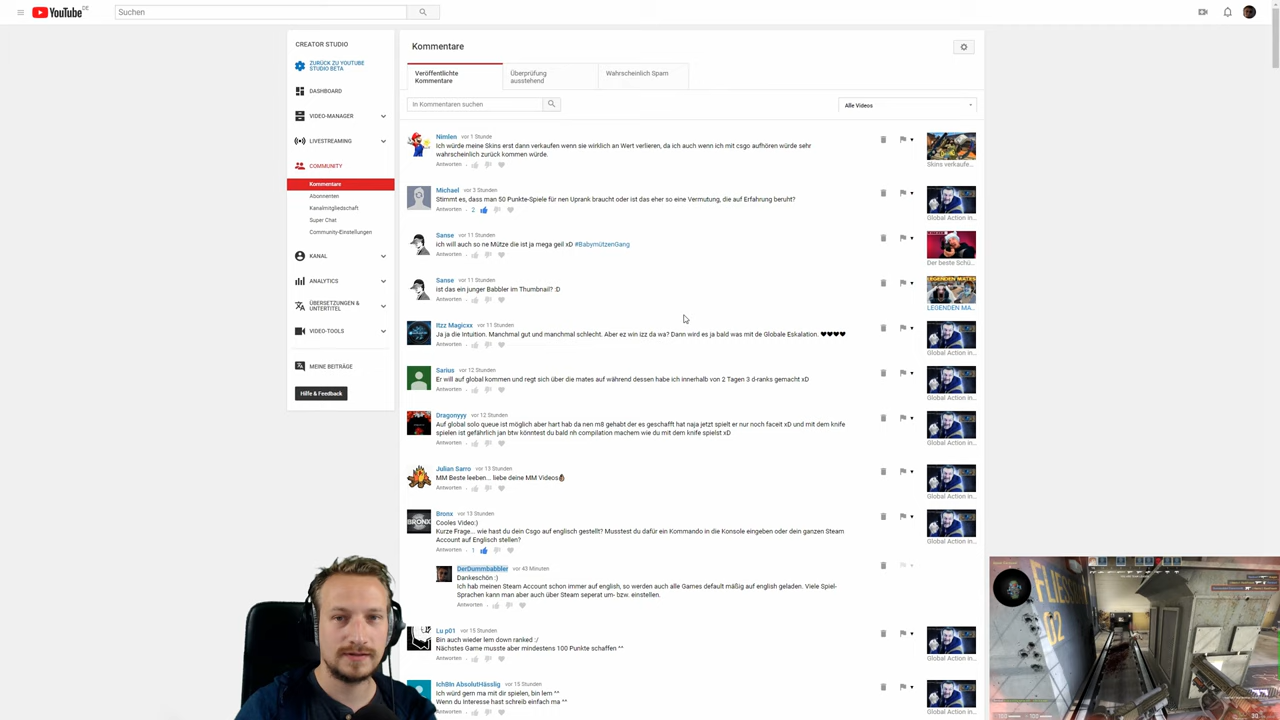 YouTube DE
Suchen
CREATOR STUDIO
ZURÜCK ZU YOUTUBE
STUDIO BETA
DASHBOARD
VIDEO-MANAGER
LIVESTREAMING
COMMUNITY
Kommentare
Abonnenten
Kanalmitgliedschaft
Super Chat
Community-Einstellungen
KANAL
ANALYTICS
ÜBERSETZUNGEN &
UNTERTITEL
VIDEO-TOOLS
MEINE BEITRÄGE
Hilfe & Feedback
Kommentare
Veröffentlichte
Kommentare
Überprüfung
ausstehend
Wahrscheinlich Spam
In Kommentaren suchen
Alle Videos
Nimlen vor 1 Stunde
Ich würde meine Skins erst dann verkaufen wenn sie wirklich an Wert verlieren, da ich auch wenn ich mit csgo aufhören würde sehr
wahrscheinlich zurück kommen würde.
Antworten
Skins verkaufe...
Michael vor 3 Stunden
Stimmt es, dass man 50 Punkte-Spiele für nen Uprank braucht oder ist das eher so eine Vermutung, die auf Erfahrung beruht?
Antworten · 2
Global Action in...
Sanse vor 11 Stunden
ich will auch so ne Mütze die ist ja mega geil xD #BabymützenGang
Antworten
Der beste Schü...
Sanse vor 11 Stunden
ist das ein junger Babbler im Thumbnail? :D
Antworten
LEGENDEN MA...
Itzz Magicxx vor 11 Stunden
Ja ja die Intuition. Manchmal gut und manchmal schlecht. Aber ez win izz da wa? Dann wird es ja bald was mit de Globale Eskalation. ♥♥♥♥
Antworten
Global Action in...
Sarius vor 12 Stunden
Er will auf global kommen und regt sich über die mates auf während dessen habe ich innerhalb von 2 Tagen 3 d-ranks gemacht xD
Antworten
Global Action in...
Dragonyyy vor 12 Stunden
Auf global solo queue ist möglich aber hart hab da nen m8 gehabt der es geschafft hat naja jetzt spielt er nur noch faceit xD und mit dem knife
spielen ist gefährlich jan btw könntest du bald nh compilation machem wie du mit dem knife spielst xD
Antworten
Global Action in...
Julian Sarro vor 13 Stunden
MM Beste leeben... liebe deine MM Videos
Antworten
Global Action in...
Bronx vor 13 Stunden
Cooles Video:)
Kurze Frage... wie hast du dein Csgo auf englisch gestellt? Musstest du dafür ein Kommando in die Konsole eingeben oder dein ganzen Steam
Account auf Englisch stellen?
Antworten · 1
Global Action in...
BRONX
DerDummbabbler vor 43 Minuten
Dankeschön :)
Ich hab meinen Steam Account schon immer auf english, so werden auch alle Games default mäßig auf english geladen. Viele Spiel-
Sprachen kann man aber auch über Steam seperat um- bzw. einstellen.
Antworten
Lu p01 vor 15 Stunden
Bin auch wieder lem down ranked :/
Nächstes Game musste aber mindestens 100 Punkte schaffen ^^
Antworten
Global Action in...
IchBIn AbsolutHässlig vor 15 Stunden
Ich würd gern ma mit dir spielen, bin lem ^^
Wenn du Interesse hast schreib einfach ma ^^
Antworten